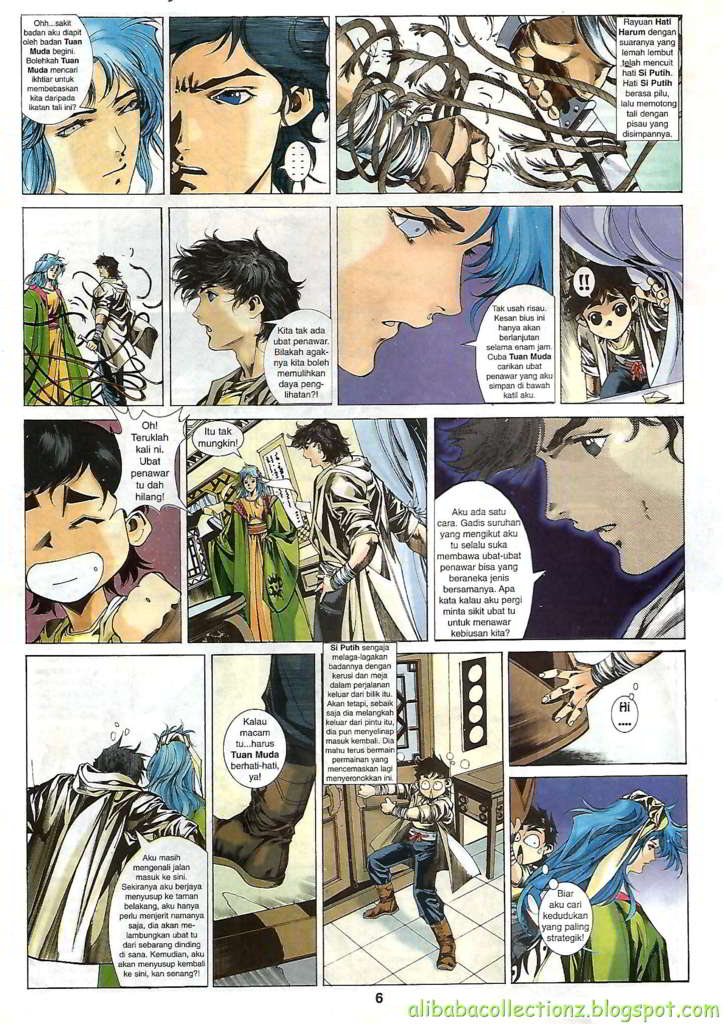 Ohh...sakit
badan aku diapit
oleh badan Tuan
Muda begini.
Bolehkah Tuan
Muda mencari
ikhtiar untuk
membebaskan
kita daripada
ikatan tali ini?
......
Rayuan Hati
Harum dengan
suaranya yang
lemah lembut
telah mencuit
hati Si Putih.
Hati Si Putih
berasa pilu,
lalu memotong
tali dengan
pisau yang
disimpannya.
Kita tak ada
ubat penawar.
Bilakah agak-
nya kita boleh
memulihkan
daya peng-
lihatan?!
Tak usah risau.
Kesan bius ini
hanya akan
berlanjutan
selama enam jam.
Cuba Tuan Muda
carikan ubat
penawar yang aku
simpan di bawah
katil aku.
!!
Oh!
Teruklah
kali ni.
Ubat
penawar
tu dah
hilang!
Itu tak
mungkin!
Aku ada satu
cara. Gadis suruhan
yang mengikut aku
tu selalu suka
membawa ubat-ubat
penawar bisa yang
beraneka jenis
bersamanya. Apa
kata kalau aku pergi
minta sikit ubat tu
untuk menawar
kebiusan kita?
Aku masih
mengenali jalan
masuk ke sini.
Sekiranya aku berjaya
menyusup ke taman
belakang, aku hanya
perlu menjerit namanya
saja, dia akan me-
lambungkan ubat tu
dari sebarang dinding
di sana. Kemudian, aku
akan menyusup kembali
ke sini, kan senang?!
Kalau
macam
tu...harus
Tuan Muda
berhati-hati,
ya!
Si Putih sengaja
melaga-lagakan
badannya dengan
kerusi dan meja
dalam perjalanan
keluar dari bilik itu.
Akan tetapi, sebaik
saja dia melangkah
keluar dari pintu itu,
dia pun menyelinap
masuk kembali. Dia
mahu terus bermain
permainan yang
mencemaskan lagi
menyeronokkan ini.
Hi
....
Biar
aku cari
kedudukan
yang paling
strategik!
6
alibabacollectionz.blogspot.com